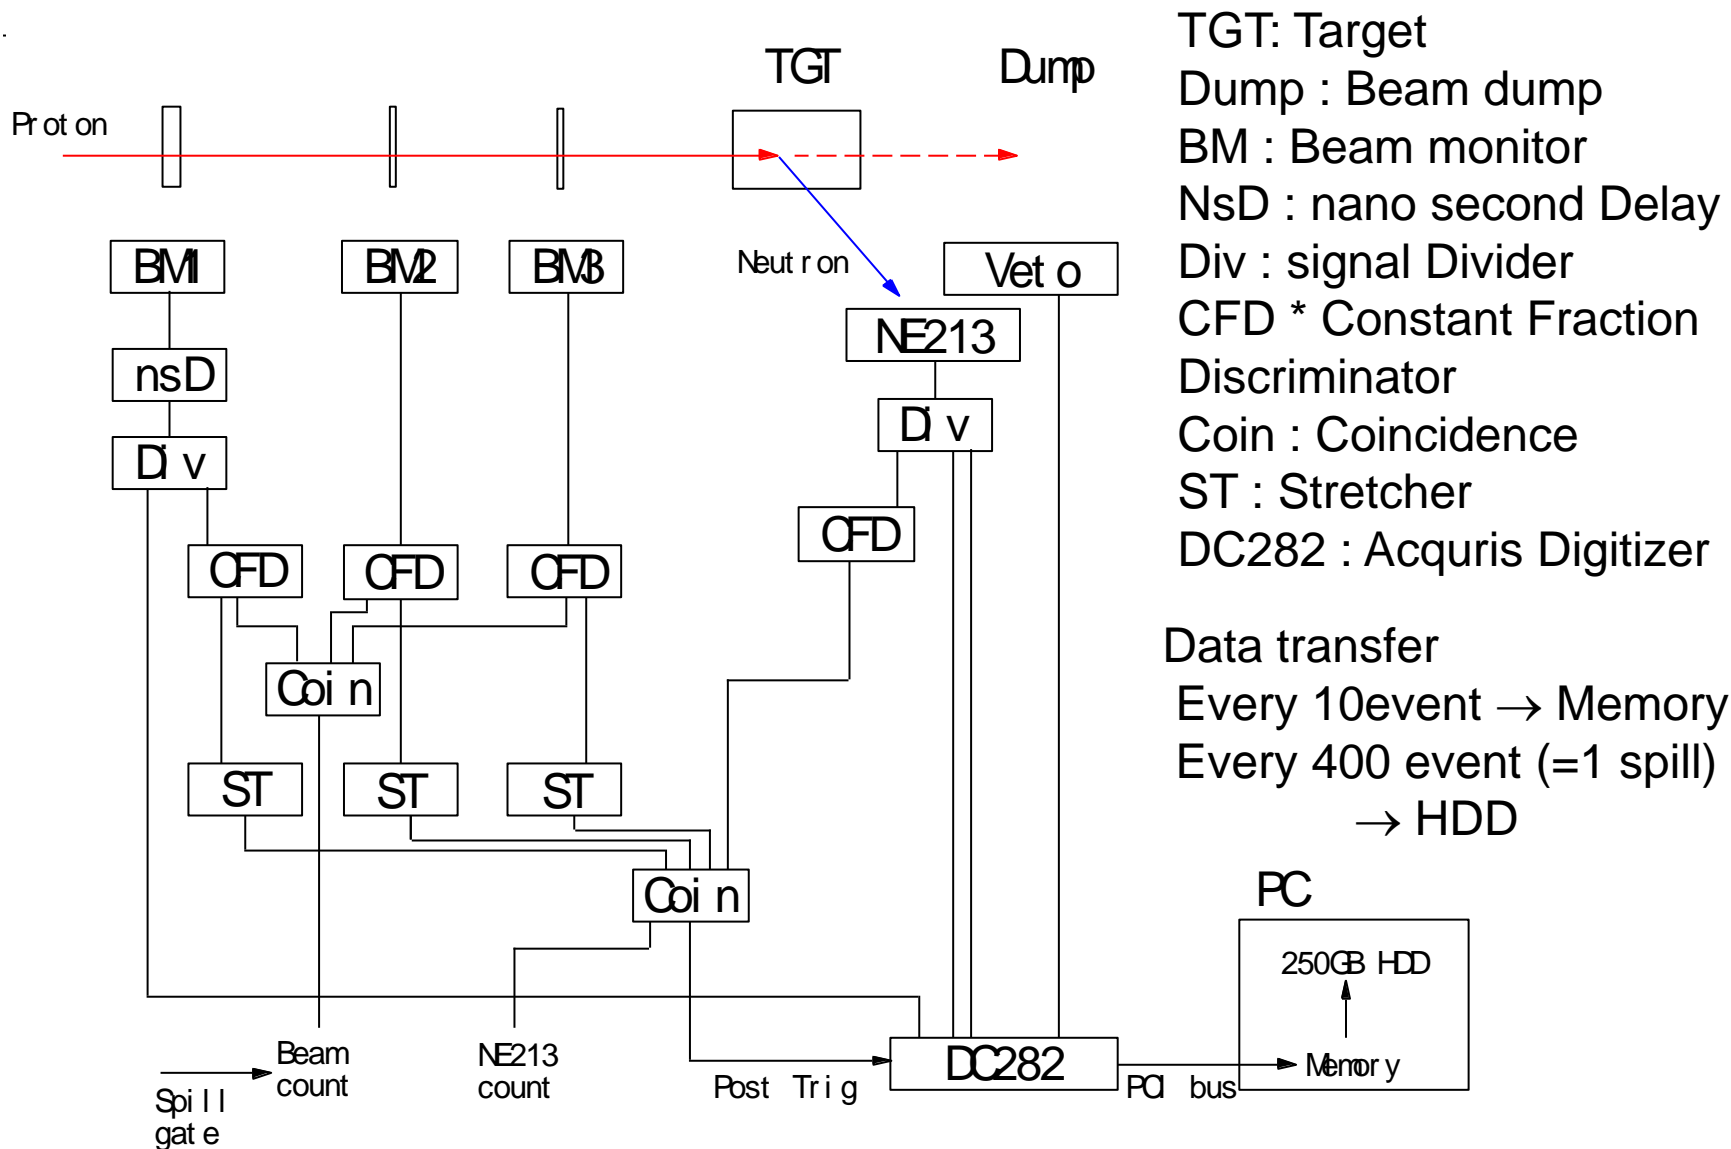 TGT
Dump
Proton
BM1
BM2
BM3
Neutron
Veto
NE213
nsD
Div
Div
CFD
CFD
CFD
CFD
Coin
ST
ST
ST
Coin
Beam
count
NE213
count
Spill
gate
Post Trig
DC282
PCI bus
PC
250GB HDD
Memory
TGT: Target
Dump : Beam dump
BM : Beam monitor
NsD : nano second Delay
Div : signal Divider
CFD * Constant Fraction
Discriminator
Coin : Coincidence
ST : Stretcher
DC282 : Acquris Digitizer
Data transfer
Every 10event → Memory
Every 400 event (=1 spill)
→ HDD